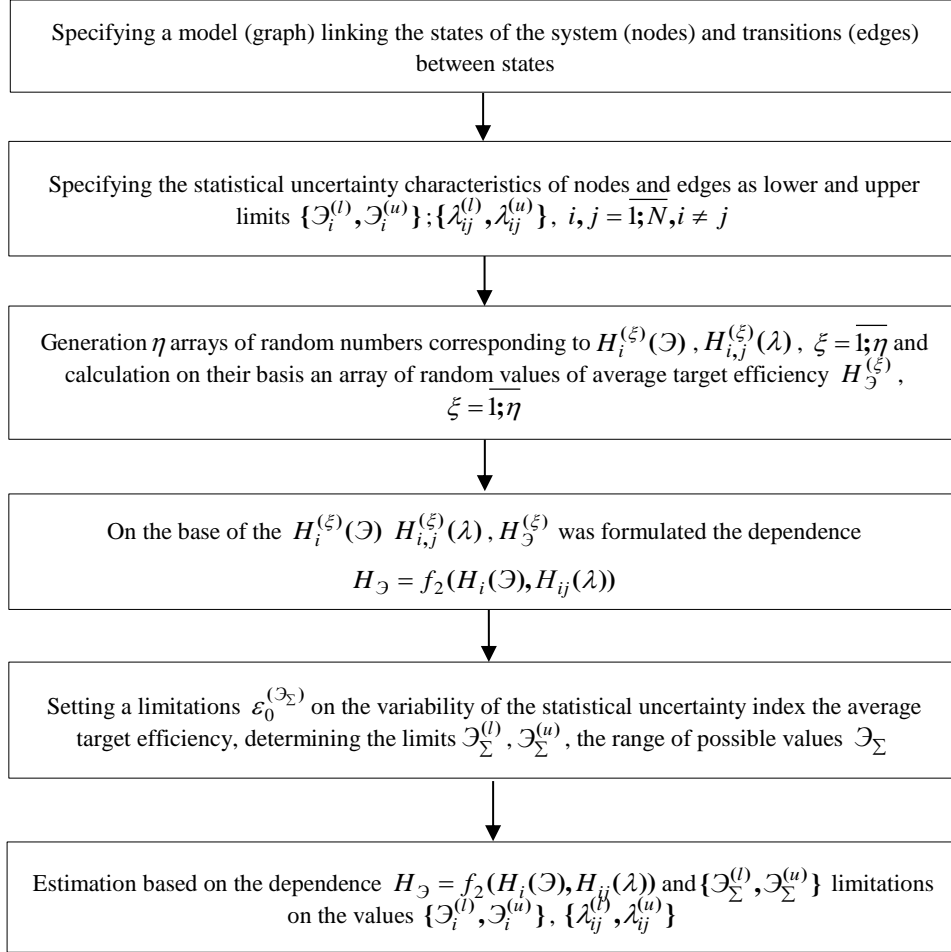 Specifying a model (graph) linking the states of the system (nodes) and transitions (edges)
between states
Specifying the statistical uncertainty characteristics of nodes and edges as lower and upper
limits {Э_i^(l), Э_i^(u)}; {λ_ij^(l), λ_ij^(u)}, i, j = \overline{1;N}, i ≠ j
Generation η arrays of random numbers corresponding to H_i^(ξ)(Э), H_{i,j}^(ξ)(λ), ξ = \overline{1;η} and
calculation on their basis an array of random values of average target efficiency H_Э^(ξ),
ξ = \overline{1;η}
On the base of the H_i^(ξ)(Э) H_{i,j}^(ξ)(λ), H_Э^(ξ) was formulated the dependence
H_Э = f_2(H_i(Э), H_ij(λ))
Setting a limitations ε_0^(Э_Σ) on the variability of the statistical uncertainty index the average
target efficiency, determining the limits Э_Σ^(l), Э_Σ^(u), the range of possible values Э_Σ
Estimation based on the dependence H_Э = f_2(H_i(Э), H_ij(λ)) and {Э_Σ^(l), Э_Σ^(u)} limitations
on the values {Э_i^(l), Э_i^(u)}, {λ_ij^(l), λ_ij^(u)}